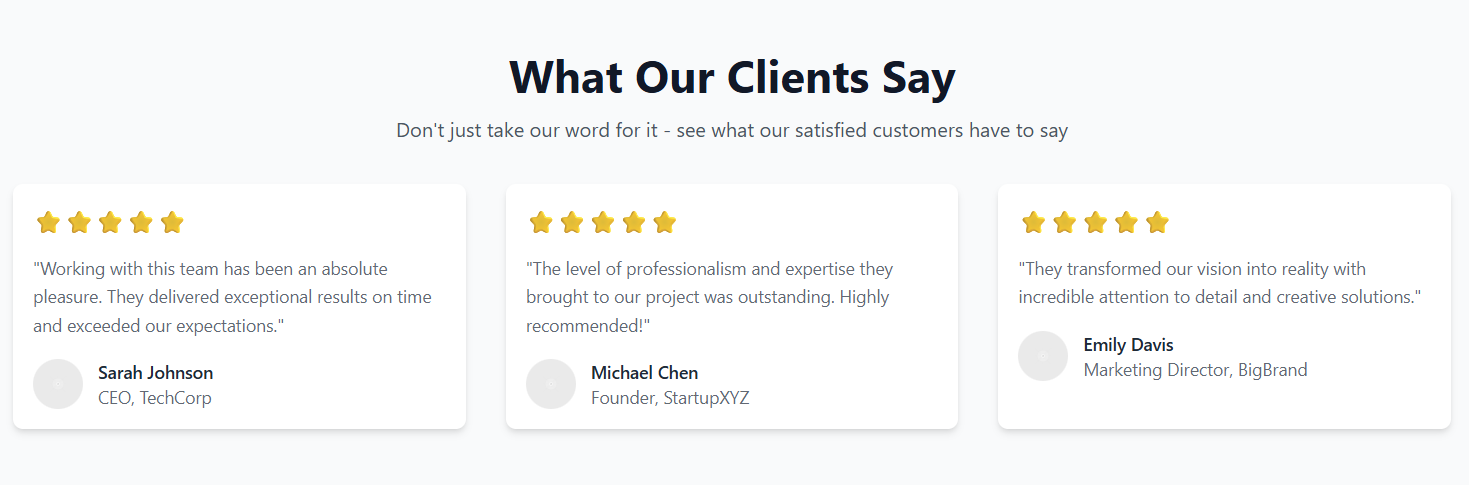 What Our Clients Say
Don't just take our word for it - see what our satisfied customers have to say
"Working with this team has been an absolute
pleasure. They delivered exceptional results on time
and exceeded our expectations."
Sarah Johnson
CEO, TechCorp
"The level of professionalism and expertise they
brought to our project was outstanding. Highly
recommended!"
Michael Chen
Founder, StartupXYZ
"They transformed our vision into reality with
incredible attention to detail and creative solutions."
Emily Davis
Marketing Director, BigBrand